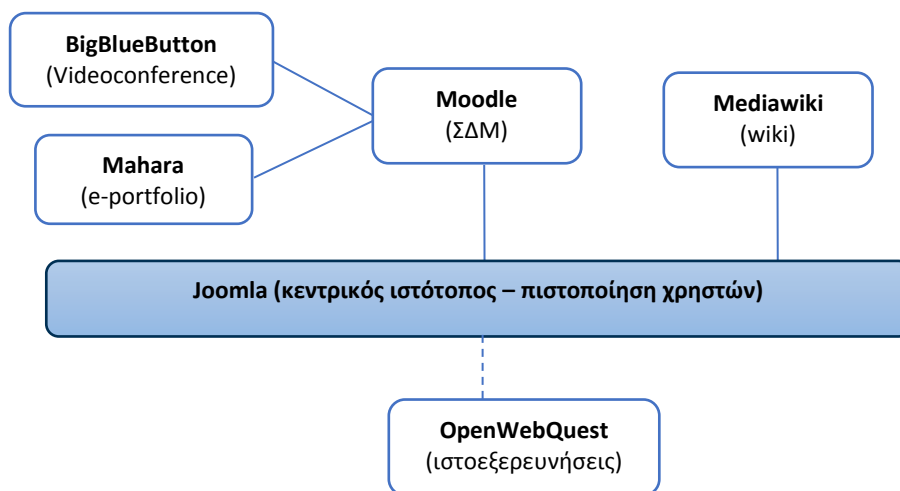 BigBlueButton
(Videoconference)
Moodle
(ΣΔΜ)
Mediawiki
(wiki)
Mahara
(e-portfolio)
Joomla (κεντρικός ιστότοπος – πιστοποίηση χρηστών)
OpenWebQuest
(ιστοεξερευνήσεις)